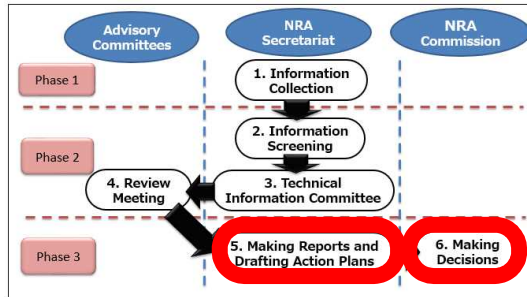 Advisory
Committees
NRA
Secretariat
NRA
Commission
Phase 1
1. Information
Collection
Phase 2
2. Information
Screening
4. Review
Meeting
3. Technical
Information Committee
Phase 3
5. Making Reports and
Drafting Action Plans
6. Making
Decisions